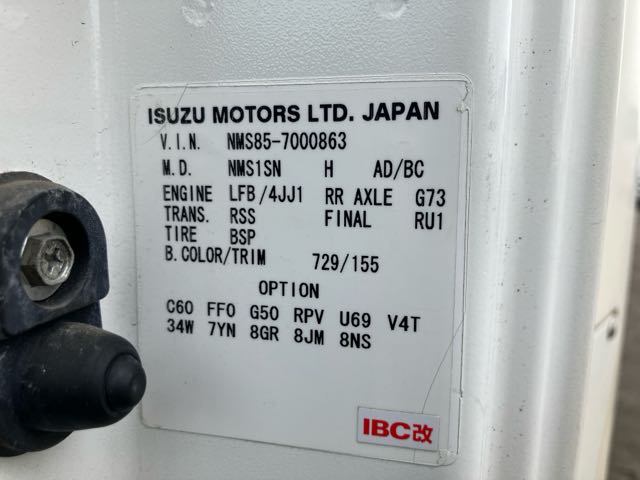 ISUZU MOTORS LTD. JAPAN
V.I.N. NMS85-7000863
M.D. NMS1SN H AD/BC
ENGINE LFB/4JJ1 RR AXLE G73
TRANS. RSS FINAL RU1
TIRE BSP
B.COLOR/TRIM 729/155
OPTION
C60 FF0 G50 RPV U69 V4T
34W 7YN 8GR 8JM 8NS
IBC改